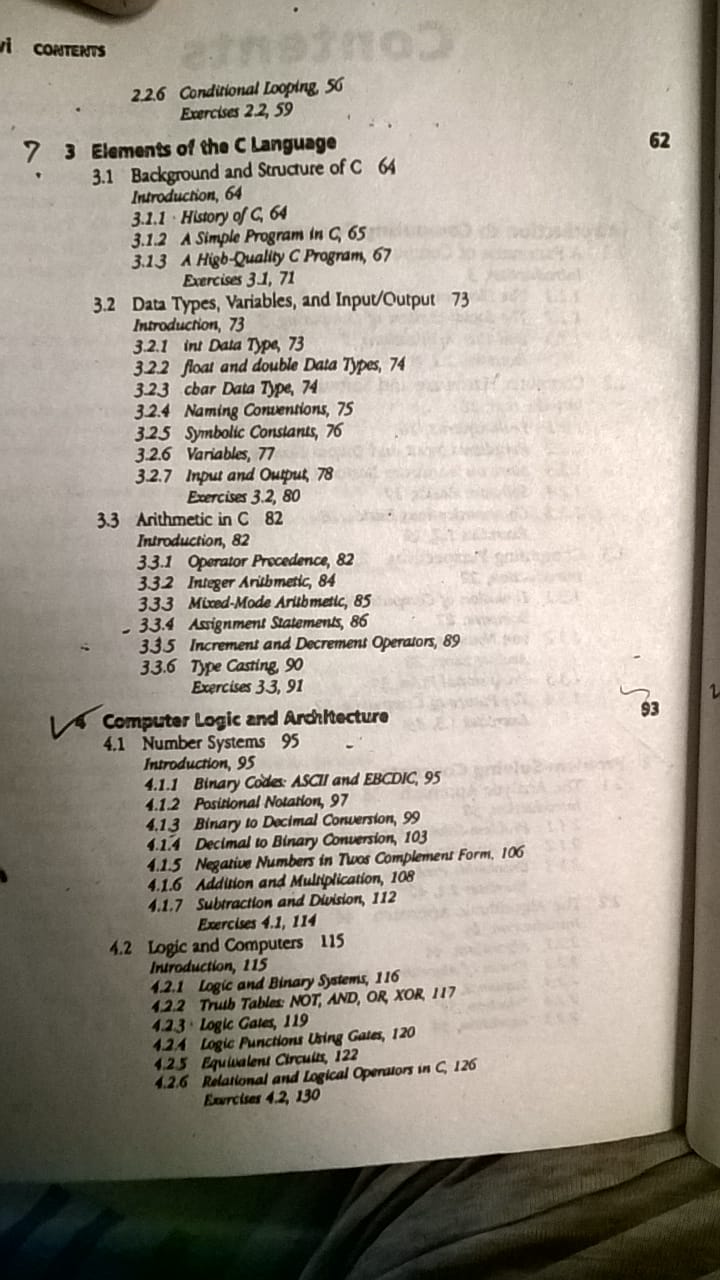 vi CONTENTS
2.2.6 Conditional Looping, 56
Exercises 2.2, 59
? 3 Elements of the C Language 62
3.1 Background and Structure of C 64
Introduction, 64
3.1.1 History of C, 64
3.1.2 A Simple Program in C, 65
3.1.3 A High-Quality C Program, 67
Exercises 3.1, 71
3.2 Data Types, Variables, and Input/Output 73
Introduction, 73
3.2.1 int Data Type, 73
3.2.2 float and double Data Types, 74
3.2.3 char Data Type, 74
3.2.4 Naming Conventions, 75
3.2.5 Symbolic Constants, 76
3.2.6 Variables, 77
3.2.7 Input and Output, 78
Exercises 3.2, 80
3.3 Arithmetic in C 82
Introduction, 82
3.3.1 Operator Precedence, 82
3.3.2 Integer Arithmetic, 84
3.3.3 Mixed-Mode Arithmetic, 85
3.3.4 Assignment Statements, 86
3.3.5 Increment and Decrement Operators, 89
3.3.6 Type Casting, 90
Exercises 3.3, 91
4 Computer Logic and Architecture 93
4.1 Number Systems 95
Introduction, 95
4.1.1 Binary Codes: ASCII and EBCDIC, 95
4.1.2 Positional Notation, 97
4.1.3 Binary to Decimal Conversion, 99
4.1.4 Decimal to Binary Conversion, 103
4.1.5 Negative Numbers in Twos Complement Form, 106
4.1.6 Addition and Multiplication, 108
4.1.7 Subtraction and Division, 112
Exercises 4.1, 114
4.2 Logic and Computers 115
Introduction, 115
4.2.1 Logic and Binary Systems, 116
4.2.2 Truth Tables: NOT, AND, OR, XOR, 117
4.2.3 Logic Gates, 119
4.2.4 Logic Functions Using Gates, 120
4.2.5 Equivalent Circuits, 122
4.2.6 Relational and Logical Operators in C, 126
Exercises 4.2, 130